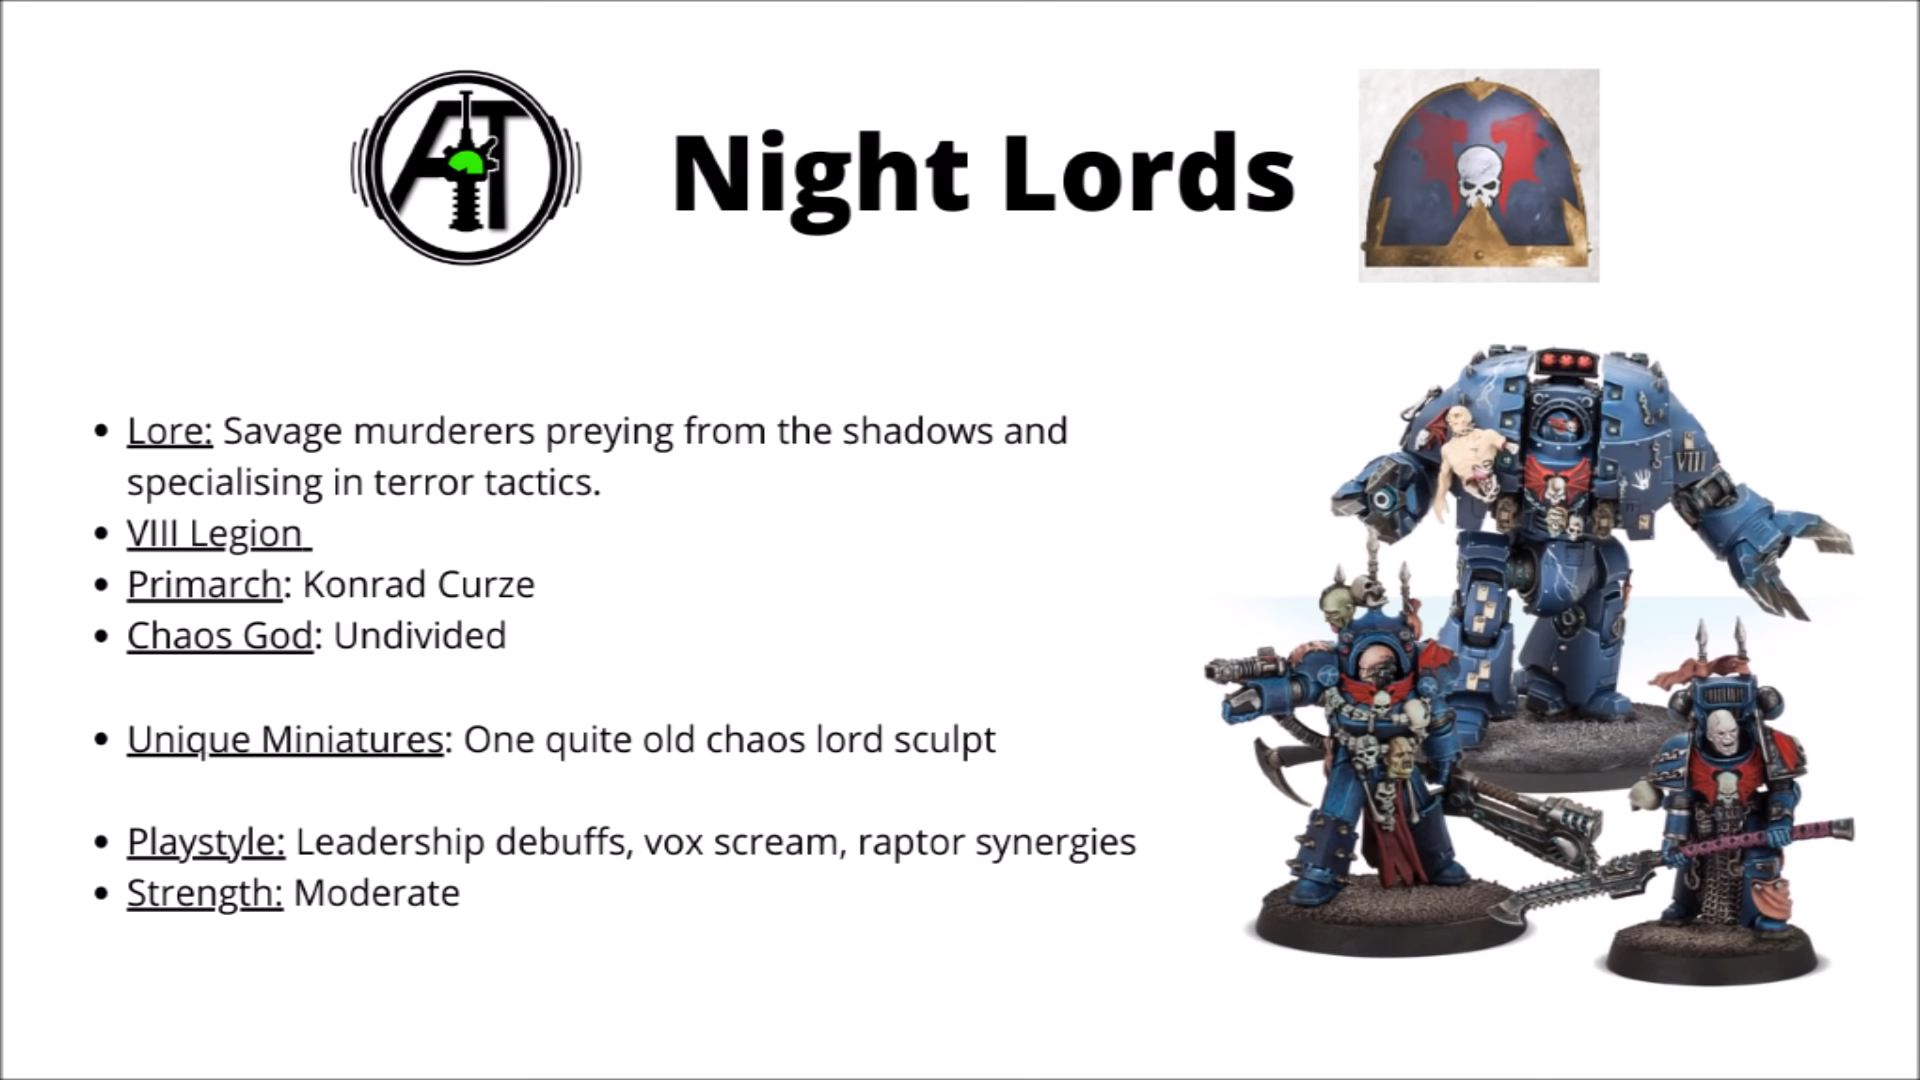 AT
Night Lords
Lore: Savage murderers preying from the shadows and
specialising in terror tactics.
VIII Legion
Primarch: Konrad Curze
Chaos God: Undivided
Unique Miniatures: One quite old chaos lord sculpt
Playstyle: Leadership debuffs, vox scream, raptor synergies
Strength: Moderate
VIII